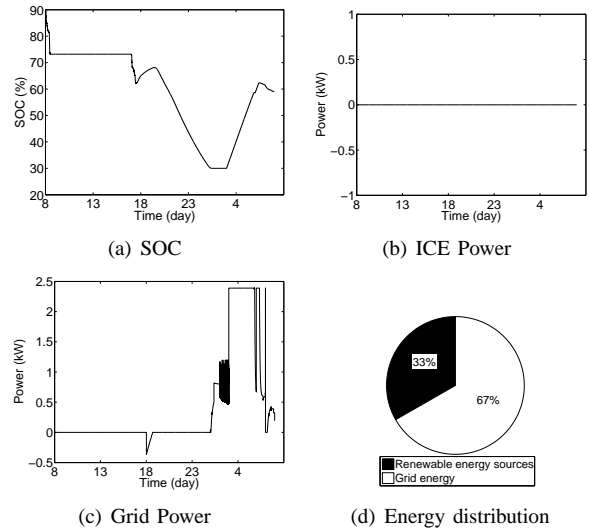 90
80
70
60
50
40
30
20
SOC (%)
8 13 18 23 4
Time (day)
(a) SOC
1
0.5
0
−0.5
−1
Power (kW)
8 13 18 23 4
Time (day)
(b) ICE Power
2.5
2
1.5
1
0.5
0
−0.5
Power (kW)
8 18 4
Time (day)
(c) Grid Power
33%
67%
Renewable energy sources
Grid energy
(d) Energy distribution